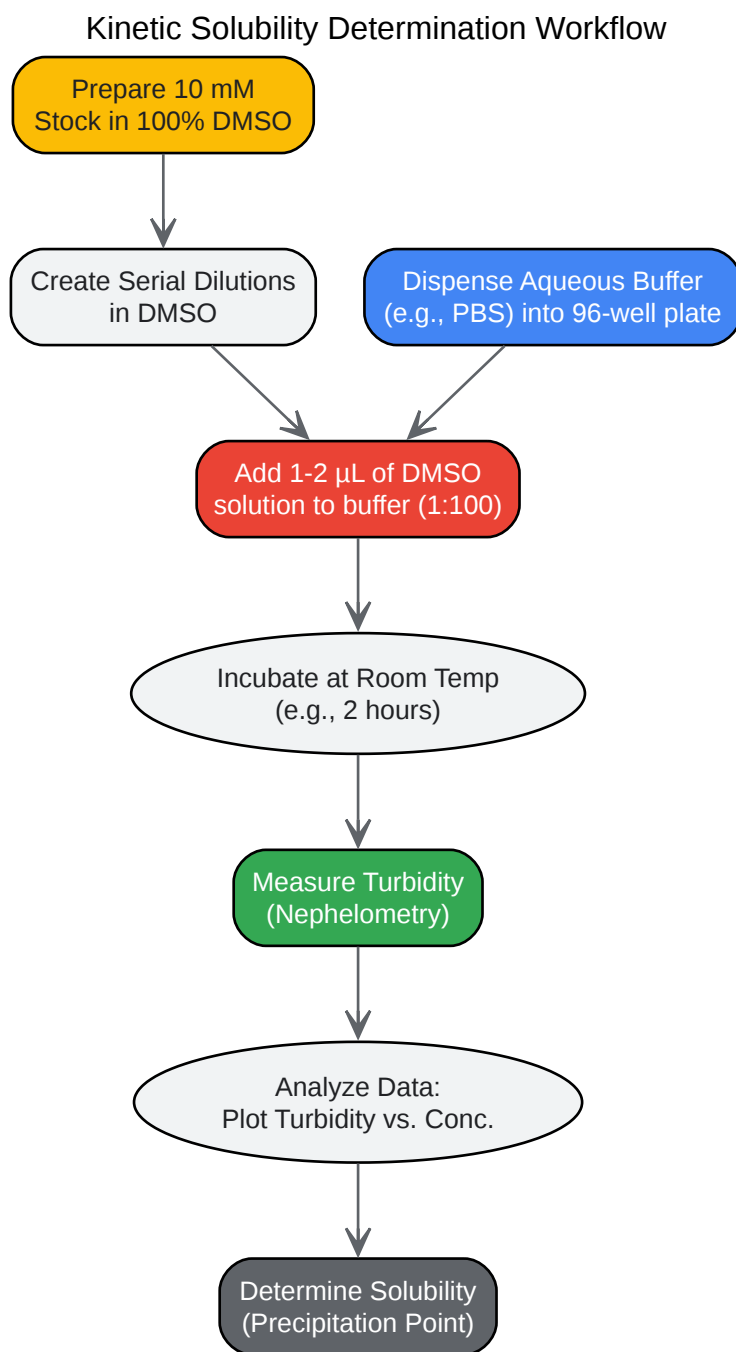 Kinetic Solubility Determination Workflow
Prepare 10 mM
Stock in 100% DMSO
Create Serial Dilutions
in DMSO
Dispense Aqueous Buffer
(e.g., PBS) into 96-well plate
Add 1-2 µL of DMSO
solution to buffer (1:100)
Incubate at Room Temp
(e.g., 2 hours)
Measure Turbidity
(Nephelometry)
Analyze Data:
Plot Turbidity vs. Conc.
Determine Solubility
(Precipitation Point)